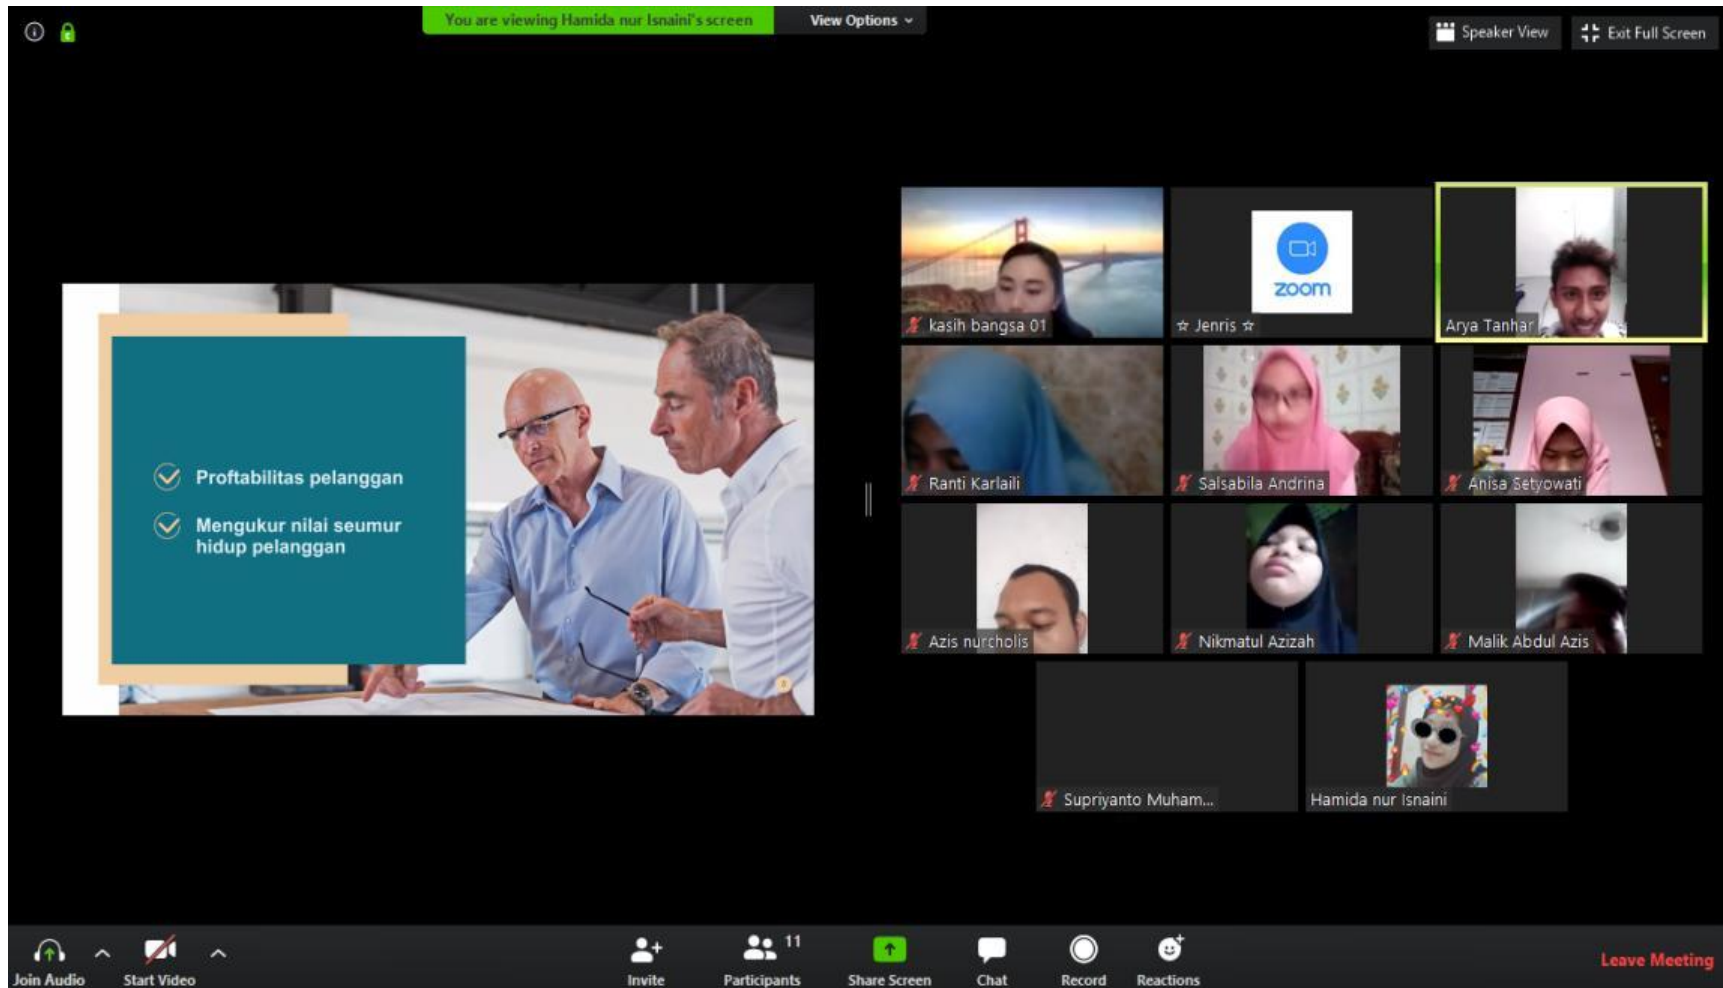 You are viewing Hamida nur Isnaini's screen
View Options
Speaker View
Exit Full Screen
Proftabilitas pelanggan
Mengukur nilai seumur
hidup pelanggan
kasih bangsa 01
zoom
☆ Jenris ☆
Arya Tanhar
Ranti Karlaili
Salsabila Andrina
Anisa Setyowati
Azis nurcholis
Nikmatul Azizah
Malik Abdul Azis
Supriyanto Muham...
Hamida nur Isnaini
Join Audio
Start Video
Invite
11
Participants
Share Screen
Chat
Record
Reactions
Leave Meeting